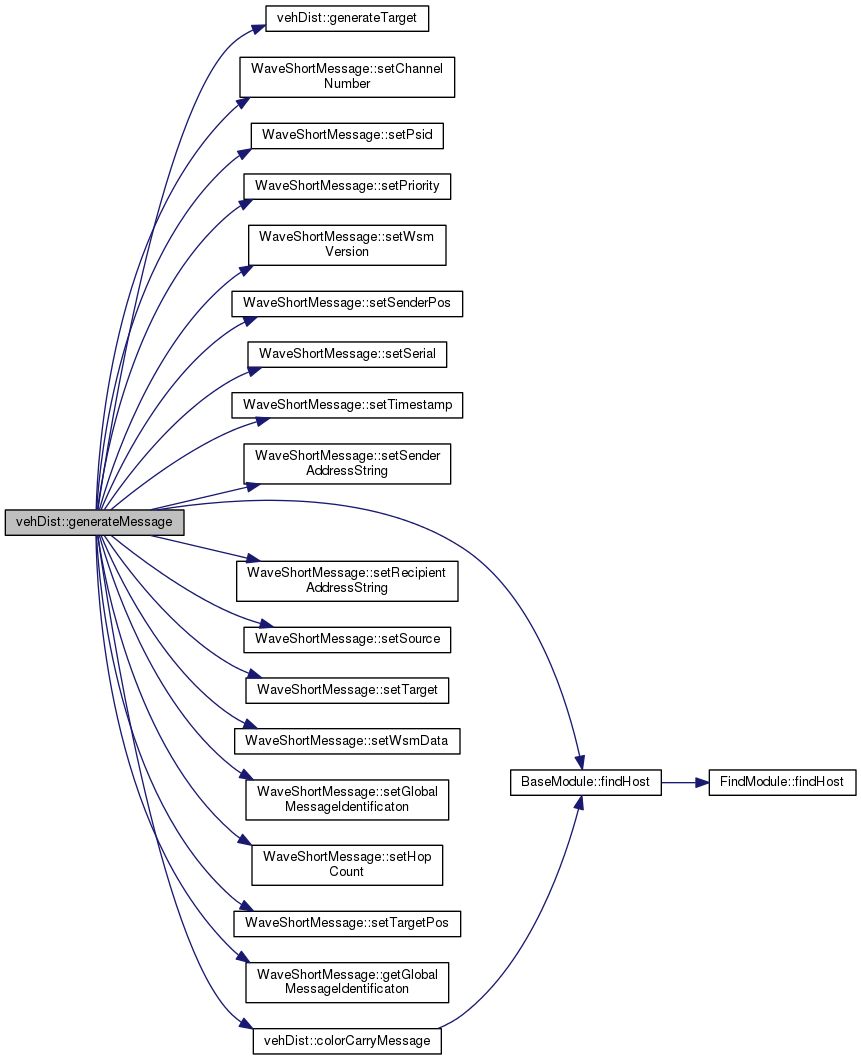 vehDist::generateTarget
WaveShortMessage::setChannel
Number
WaveShortMessage::setPsid
WaveShortMessage::setPriority
WaveShortMessage::setWsm
Version
WaveShortMessage::setSenderPos
WaveShortMessage::setSerial
WaveShortMessage::setTimestamp
WaveShortMessage::setSender
AddressString
vehDist::generateMessage
WaveShortMessage::setRecipient
AddressString
WaveShortMessage::setSource
WaveShortMessage::setTarget
WaveShortMessage::setWsmData
BaseModule::findHost
FindModule::findHost
WaveShortMessage::setGlobal
MessageIdentificaton
WaveShortMessage::setHop
Count
WaveShortMessage::setTargetPos
WaveShortMessage::getGlobal
MessageIdentificaton
vehDist::colorCarryMessage